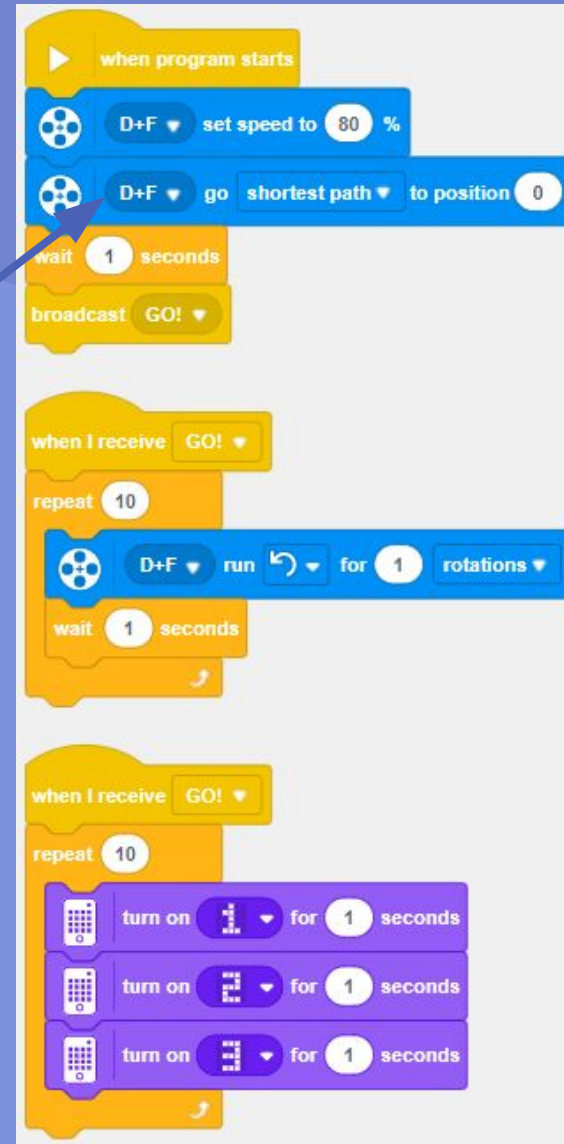 when program starts
D+F set speed to 80 %
D+F go shortest path to position 0
wait 1 seconds
broadcast GO!
when I receive GO!
repeat 10
D+F run for 1 rotations
wait 1 seconds
when I receive GO!
repeat 10
turn on 1 for 1 seconds
turn on 2 for 1 seconds
turn on 3 for 1 seconds